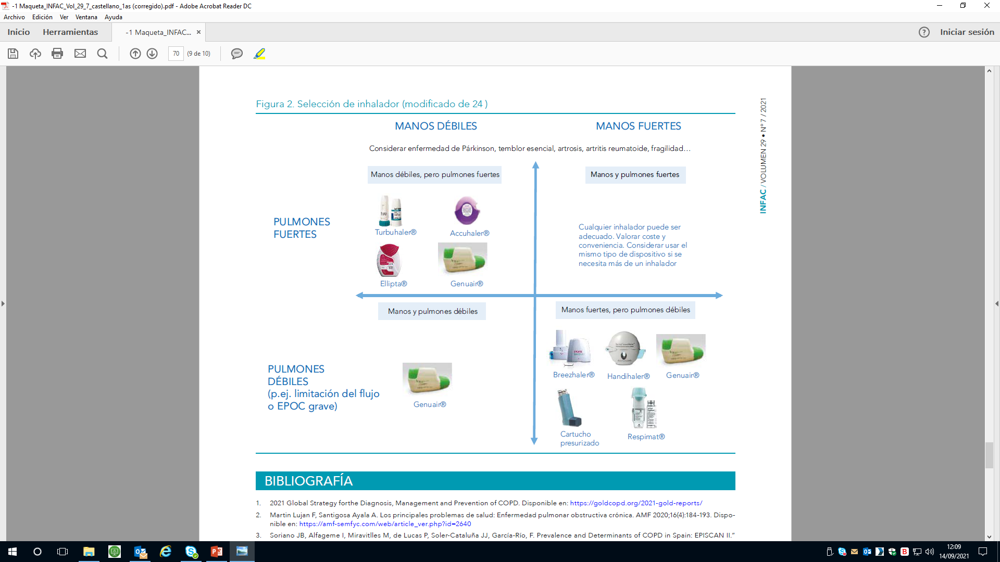 -1 Maqueta_INFAC_Vol_29_7_castellano_1as (corregido).pdf - Adobe Acrobat Reader DC
Archivo Edición Ver Ventana Ayuda
Inicio Herramientas -1 Maqueta_INFAC... × Iniciar sesión
70 (9 de 10)
INFAC / VOLUMEN 29 • Nº 7 / 2021
Figura 2. Selección de inhalador (modificado de 24 )
MANOS DÉBILES MANOS FUERTES
Considerar enfermedad de Párkinson, temblor esencial, artrosis, artritis reumatoide, fragilidad…
Manos débiles, pero pulmones fuertes
Manos y pulmones fuertes
PULMONES
FUERTES
Turbuhaler® Accuhaler®
Ellipta® Genuair®
Cualquier inhalador puede ser
adecuado. Valorar coste y
conveniencia. Considerar usar el
mismo tipo de dispositivo si se
necesita más de un inhalador
Manos y pulmones débiles
Manos fuertes, pero pulmones débiles
PULMONES
DÉBILES
(p.ej. limitación del flujo
o EPOC grave)
Genuair®
Breezhaler® Handihaler® Genuair®
Cartucho
presurizado
Respimat®
BIBLIOGRAFÍA
1. 2021 Global Strategy forthe Diagnosis, Management and Prevention of COPD. Disponible en: https://goldcopd.org/2021-gold-reports/
2. Martin Lujan F, Santigosa Ayala A. Los principales problemas de salud: Enfermedad pulmonar obstructiva crónica. AMF 2020;16(4):184-193. Dispo-
nible en: https://amf-semfyc.com/web/article_ver.php?id=2640
3. Soriano JB, Alfageme I, Miravitlles M, de Lucas P, Soler-Cataluña JJ, García-Río, F. Prevalence and Determinants of COPD in Spain: EPISCAN II.”
12:09
14/09/2021